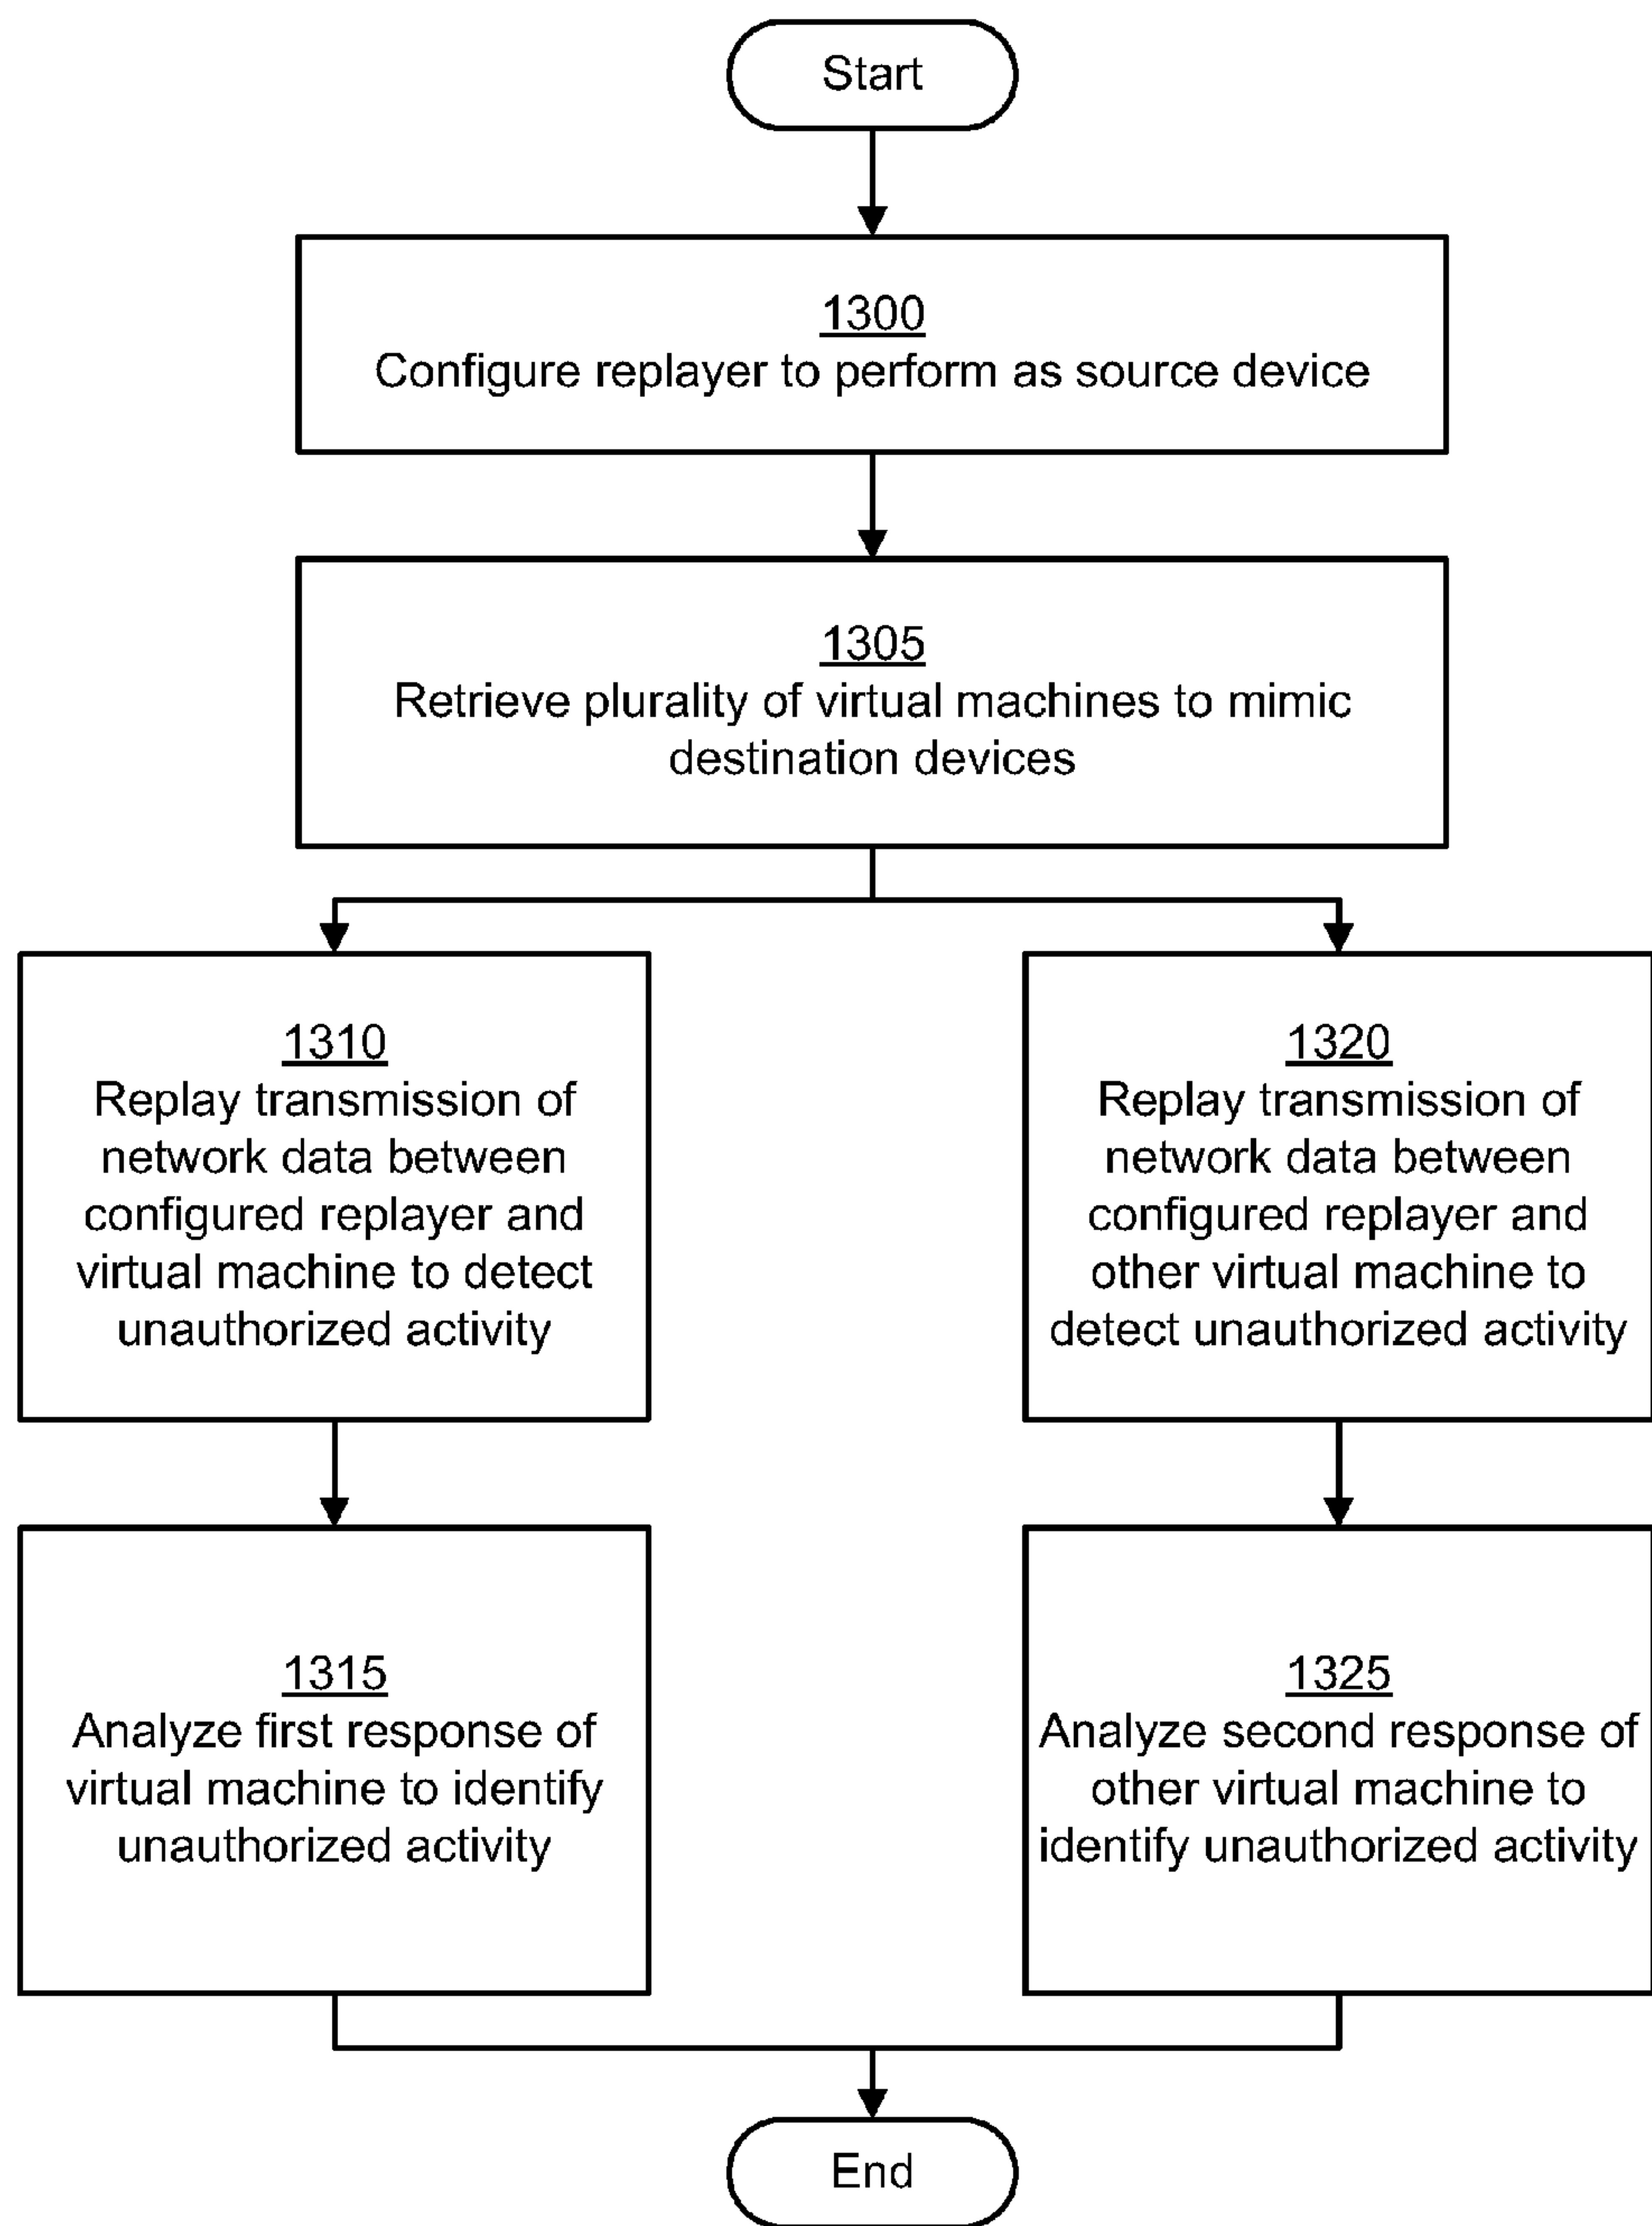 Start
1300
Configure replayer to perform as source device
1305
Retrieve plurality of virtual machines to mimic
destination devices
1310
Replay transmission of
network data between
configured replayer and
virtual machine to detect
unauthorized activity
1320
Replay transmission of
network data between
configured replayer and
other virtual machine to
detect unauthorized activity
1315
Analyze first response of
virtual machine to identify
unauthorized activity
1325
Analyze second response of
other virtual machine to
identify unauthorized activity
End